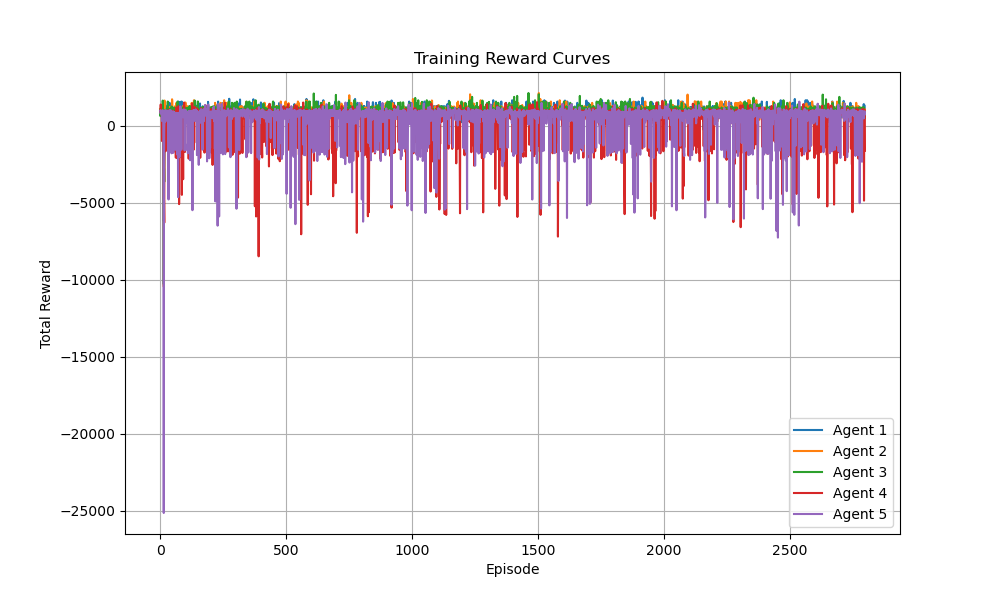 Training Reward Curves
Total Reward
0
−5000
−10000
−15000
−20000
−25000
0
500
1000
1500
2000
2500
Episode
Agent 1
Agent 2
Agent 3
Agent 4
Agent 5